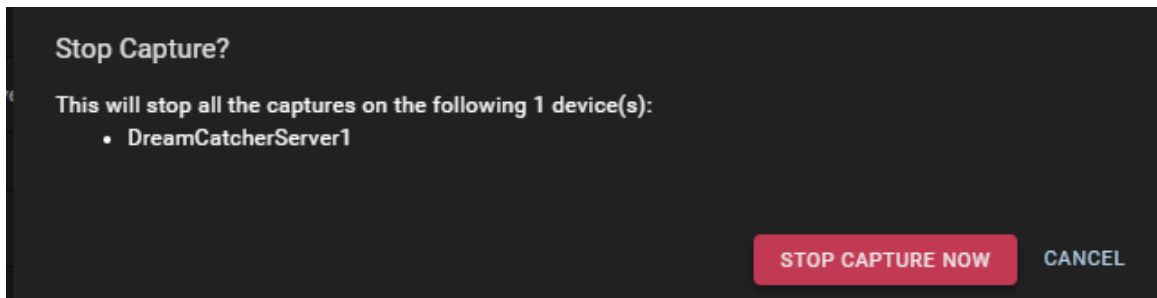 Stop Capture?
This will stop all the captures on the following 1 device(s):
• DreamCatcherServer1
STOP CAPTURE NOW CANCEL